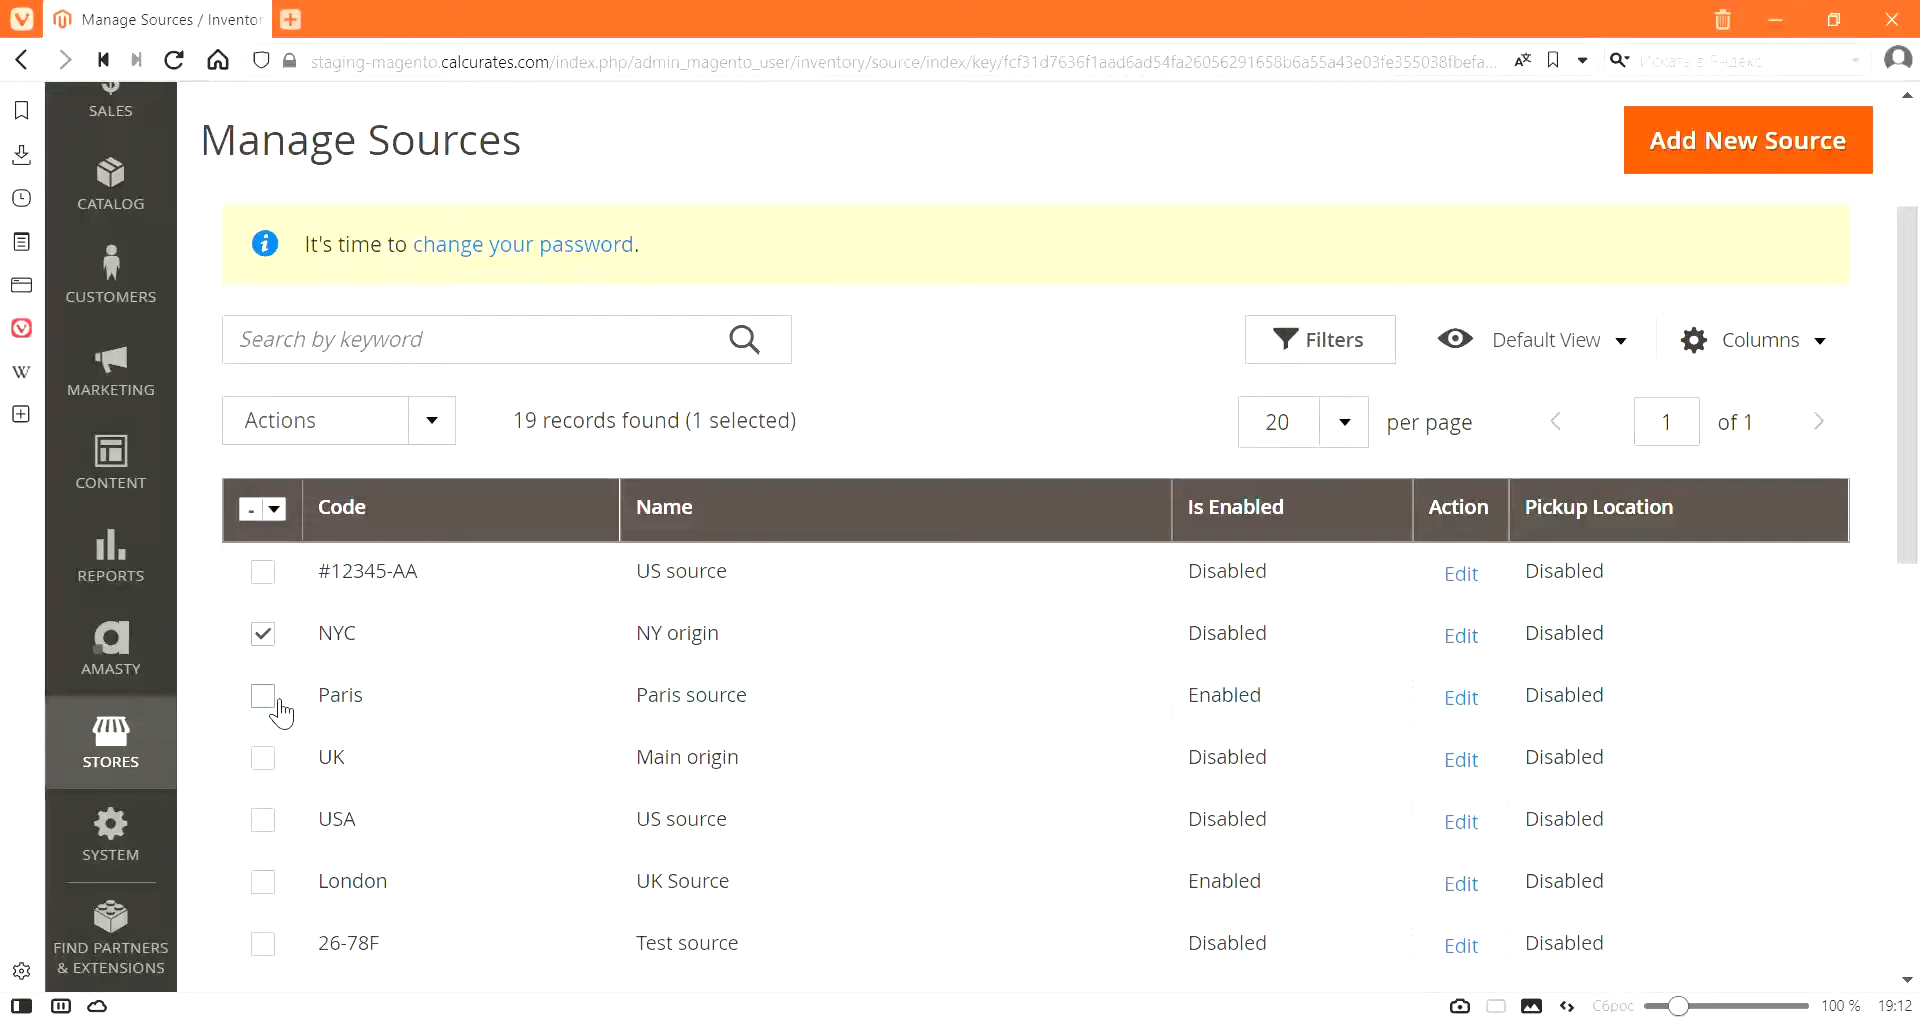 Manage Sources / Inventor
staging-magento.calcurates.com/index.php/admin_magento_user/inventory/source/index/key/fcf31d7636f1aad6ad54fa26056291658b6a55a43e03fe355038fbefa...
Искать в Яндекс
SALES
CATALOG
CUSTOMERS
MARKETING
CONTENT
REPORTS
AMASTY
STORES
SYSTEM
FIND PARTNERS
& EXTENSIONS
Manage Sources
Add New Source
It's time to change your password.
Search by keyword
Filters
Default View
Columns
Actions
19 records found (1 selected)
20
per page
1
of 1
Code Name Is Enabled Action Pickup Location
#12345-AA US source Disabled Edit Disabled
NYC NY origin Disabled Edit Disabled
Paris Paris source Enabled Edit Disabled
UK Main origin Disabled Edit Disabled
USA US source Disabled Edit Disabled
London UK Source Enabled Edit Disabled
26-78F Test source Disabled Edit Disabled
Сброс
100 %
19:12